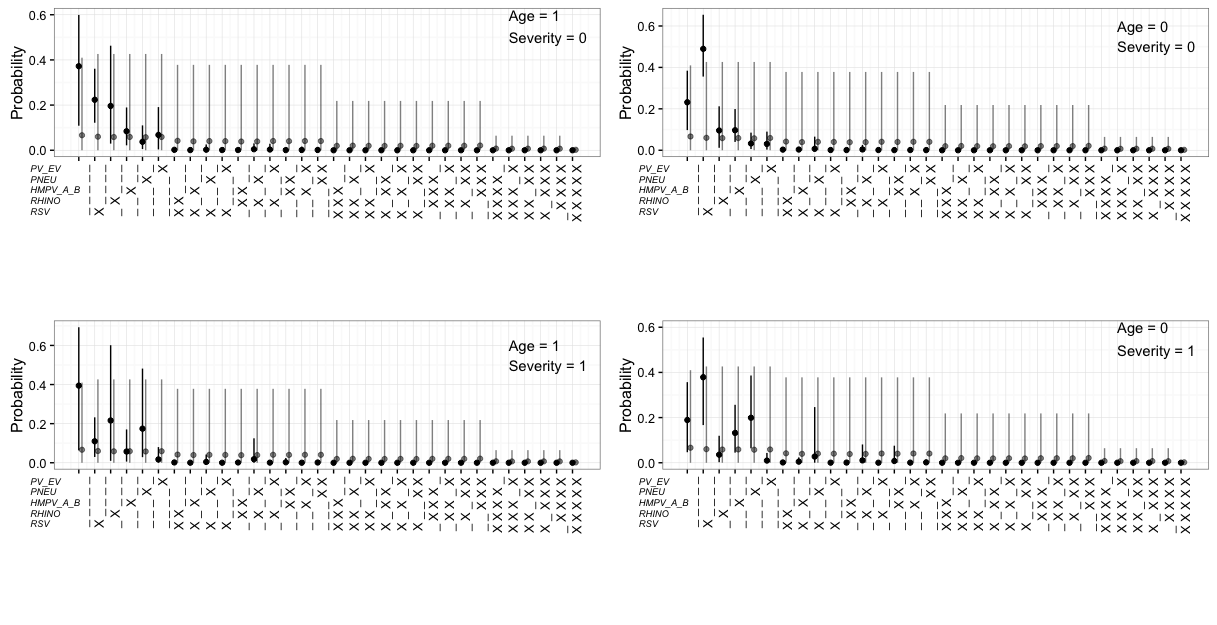 Age = 1
Severity = 0
Probability
0.6
0.4
0.2
0.0
PV_EV
PNEU
HMPV_A_B
RHINO
RSV
Age = 0
Severity = 0
Probability
0.6
0.4
0.2
0.0
PV_EV
PNEU
HMPV_A_B
RHINO
RSV
Age = 1
Severity = 1
Probability
0.6
0.4
0.2
0.0
PV_EV
PNEU
HMPV_A_B
RHINO
RSV
Age = 0
Severity = 1
Probability
0.6
0.4
0.2
0.0
PV_EV
PNEU
HMPV_A_B
RHINO
RSV